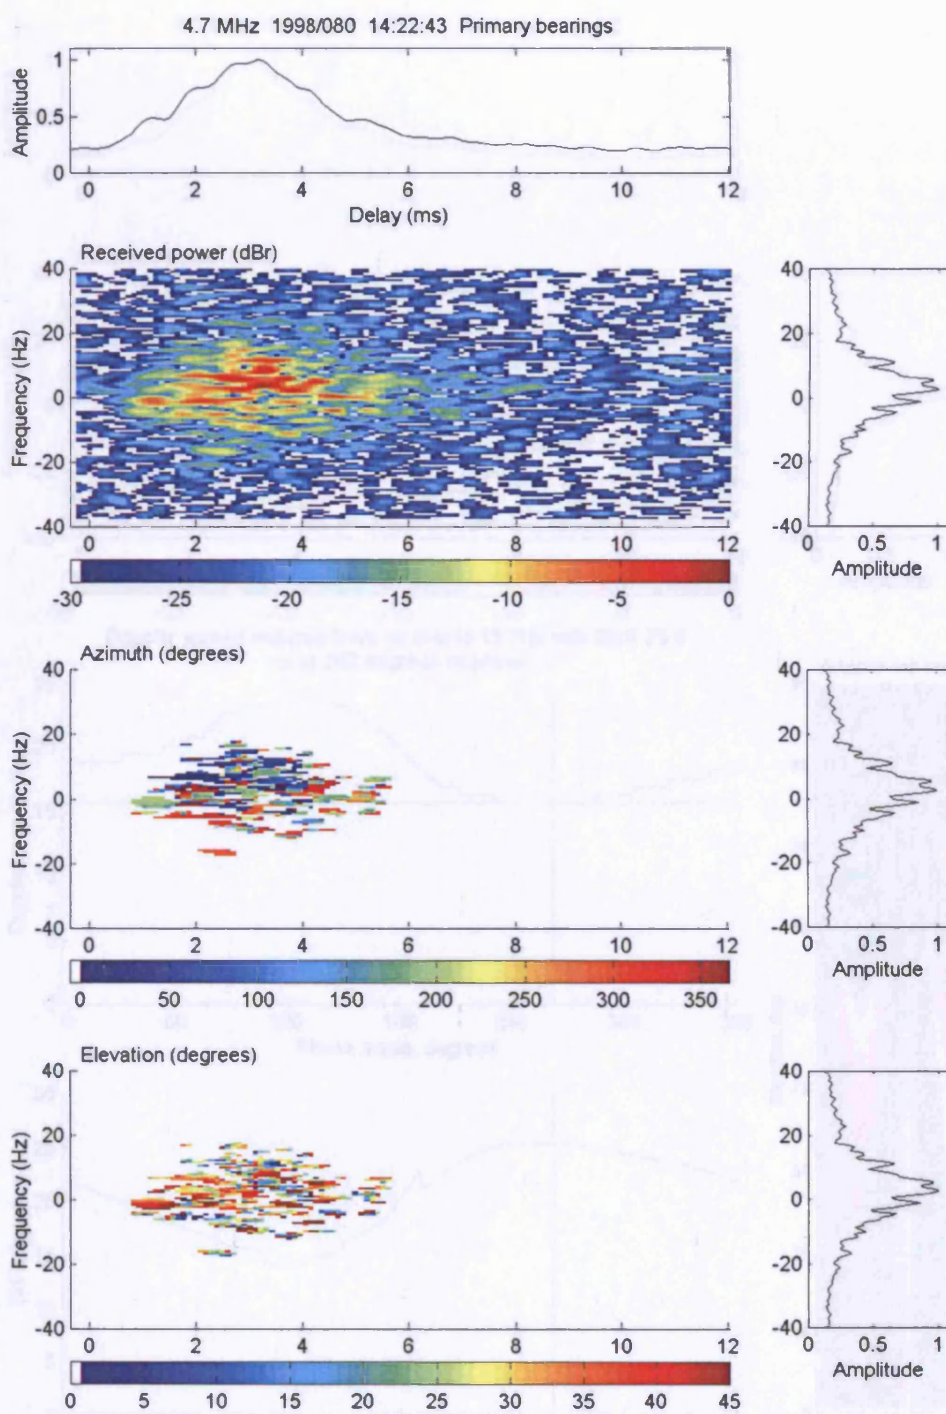 4.7 MHz 1998/080 14:22:43 Primary bearings
1
0.5
0
Amplitude
0 2 4 6 8 10 12
Delay (ms)
Received power (dBr)
40
20
0
-20
-40
Frequency (Hz)
0 2 4 6 8 10 12
-30 -25 -20 -15 -10 -5 0
40
20
0
-20
-40
0 0.5 1
Amplitude
Azimuth (degrees)
40
20
0
-20
-40
Frequency (Hz)
0 2 4 6 8 10 12
0 50 100 150 200 250 300 350
40
20
0
-20
-40
0 0.5 1
Amplitude
Elevation (degrees)
40
20
0
-20
-40
Frequency (Hz)
0 2 4 6 8 10 12
0 5 10 15 20 25 30 35 40 45
40
20
0
-20
-40
0 0.5 1
Amplitude